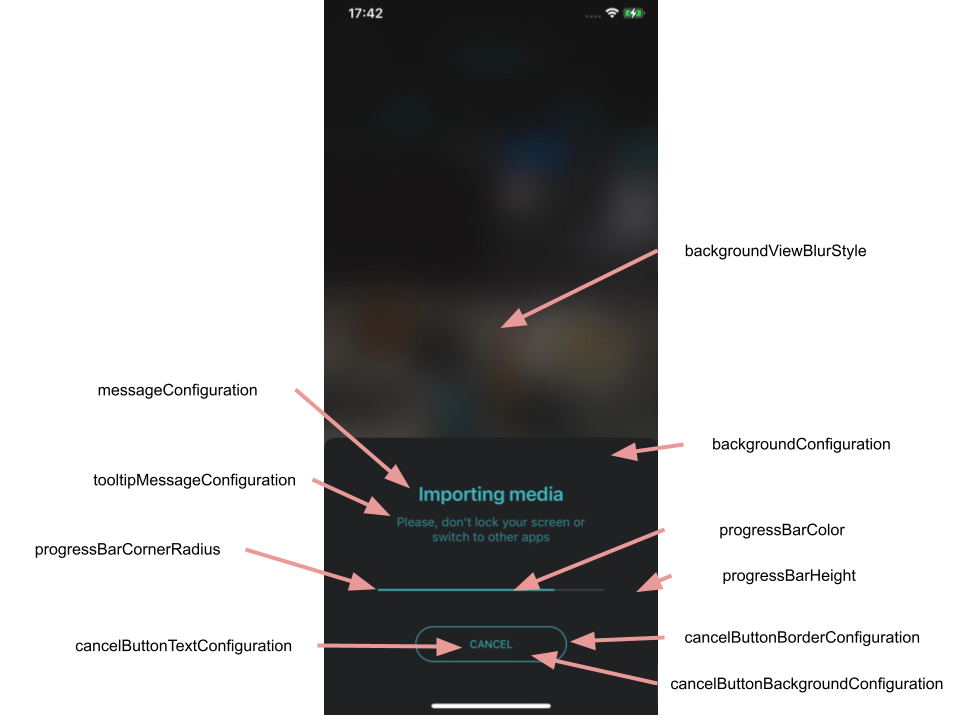 17:42
backgroundViewBlurStyle
messageConfiguration
backgroundConfiguration
tooltipMessageConfiguration
Importing media
Please, don't lock your screen or
switch to other apps
progressBarColor
progressBarCornerRadius
progressBarHeight
cancelButtonTextConfiguration
CANCEL
cancelButtonBorderConfiguration
cancelButtonBackgroundConfiguration